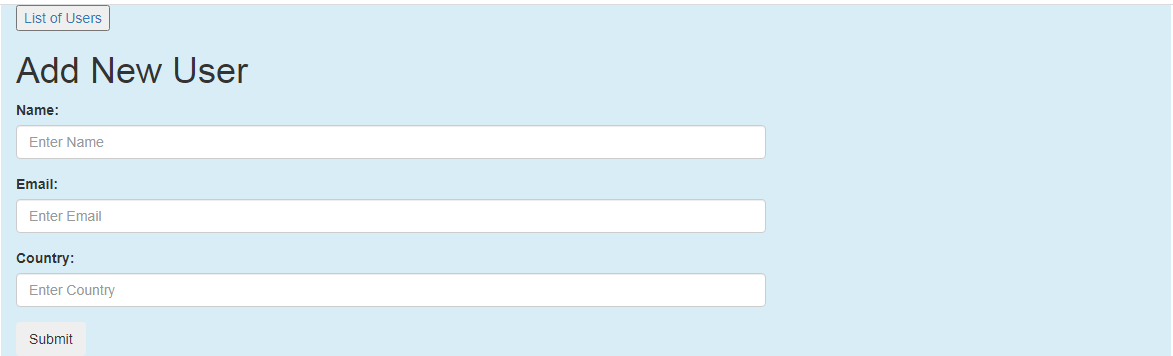 List of Users
Add New User
Name:
Enter Name
Email:
Enter Email
Country:
Enter Country
Submit